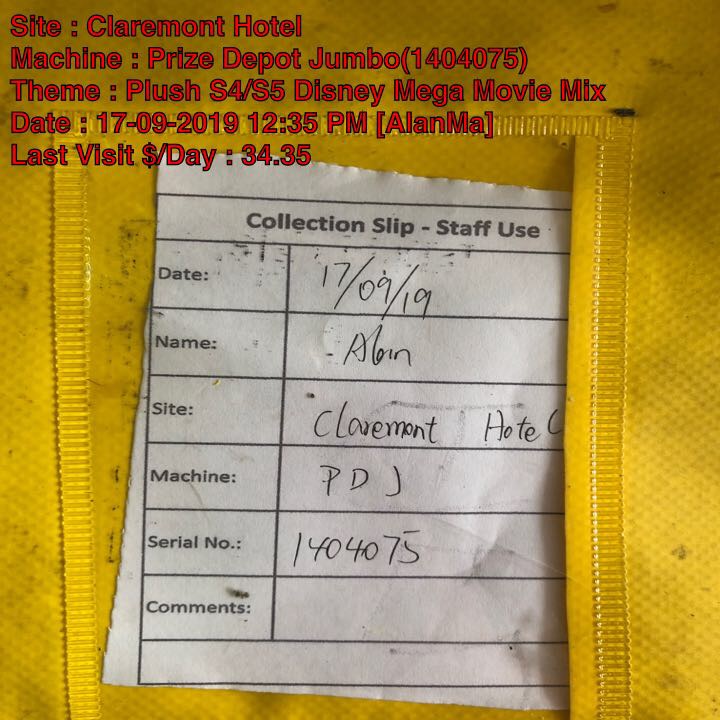 Site : Claremont Hotel
Machine : Prize Depot Jumbo(1404075)
Theme : Plush S4/S5 Disney Mega Movie Mix
Date : 17-09-2019 12:35 PM [AlanMa]
Last Visit $/Day : 34.35
Collection Slip - Staff Use
Date: 17/09/19
Name: Alan
Site: Claremont Hotel
Machine: PDJ
Serial No.: 1404075
Comments: